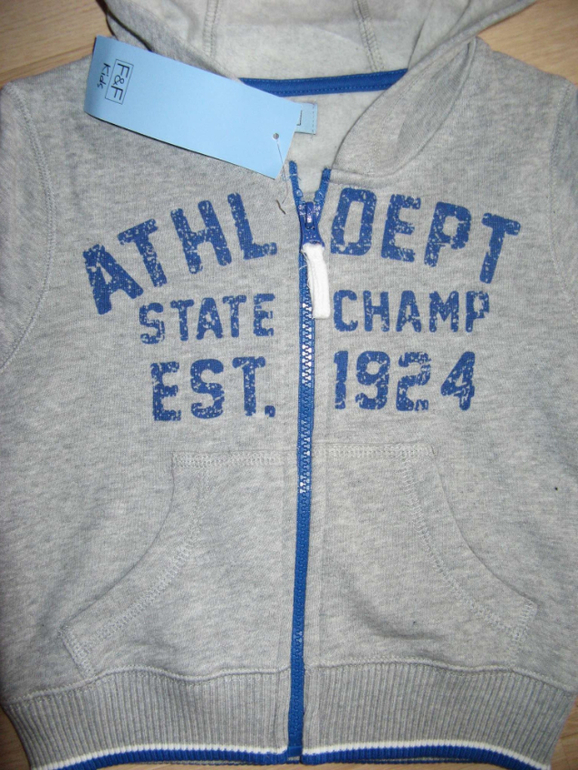 F&F
Kids
ATHL DEPT
STATE CHAMP
EST. 1924